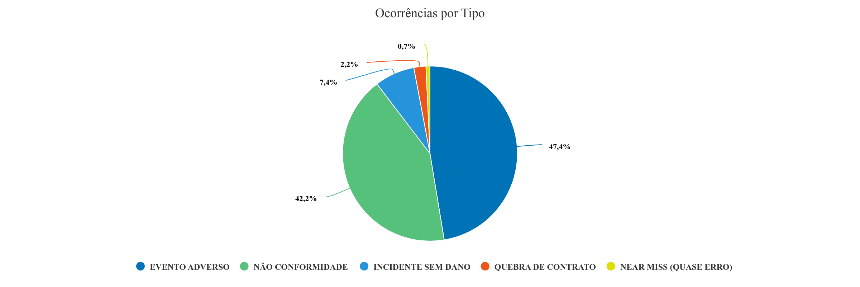 Ocorrências por Tipo
0,7%
2,2%
7,4%
47,4%
42,2%
EVENTO ADVERSO NÃO CONFORMIDADE INCIDENTE SEM DANO QUEBRA DE CONTRATO NEAR MISS (QUASE ERRO)